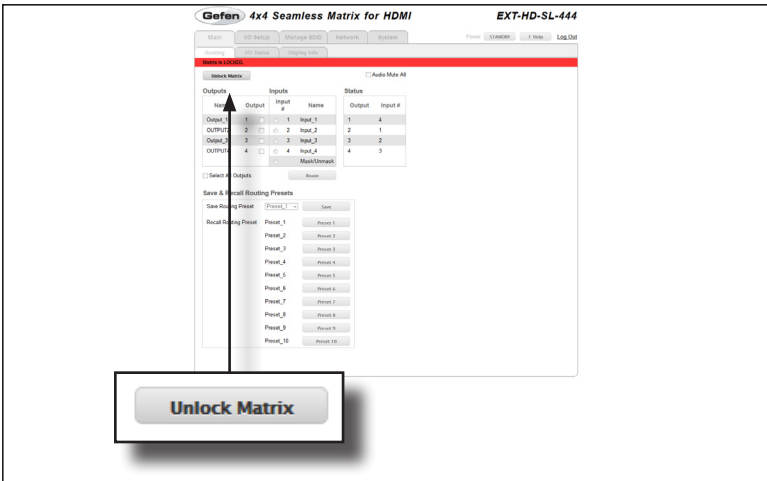 Gefen 4x4 Seamless Matrix for HDMI EXT-HD-SL-444
Main I/O Setup Manage EDID Network System Power STANDBY ? Help Log Out
Routing I/O Status Display Info
Matrix is LOCKED.
Unlock Matrix Audio Mute All
Outputs Inputs Status
Name Output Input # Name Output Input #
Output_1 1 1 Input_1 1 4
OUTPUT2 2 2 Input_2 2 1
Output_3 3 3 Input_3 3 2
OUTPUT4 4 4 Input_4 4 3
Mask/Unmask
Select All Outputs Route
Save & Recall Routing Presets
Save Routing Preset Preset_1 Save
Recall Routing Preset Preset_1 Preset 1
Preset_2 Preset 2
Preset_3 Preset 3
Preset_4 Preset 4
Preset_5 Preset 5
Preset_6 Preset 6
Preset_7 Preset 7
Preset_8 Preset 8
Preset_9 Preset 9
Preset_10 Preset 10
Unlock Matrix